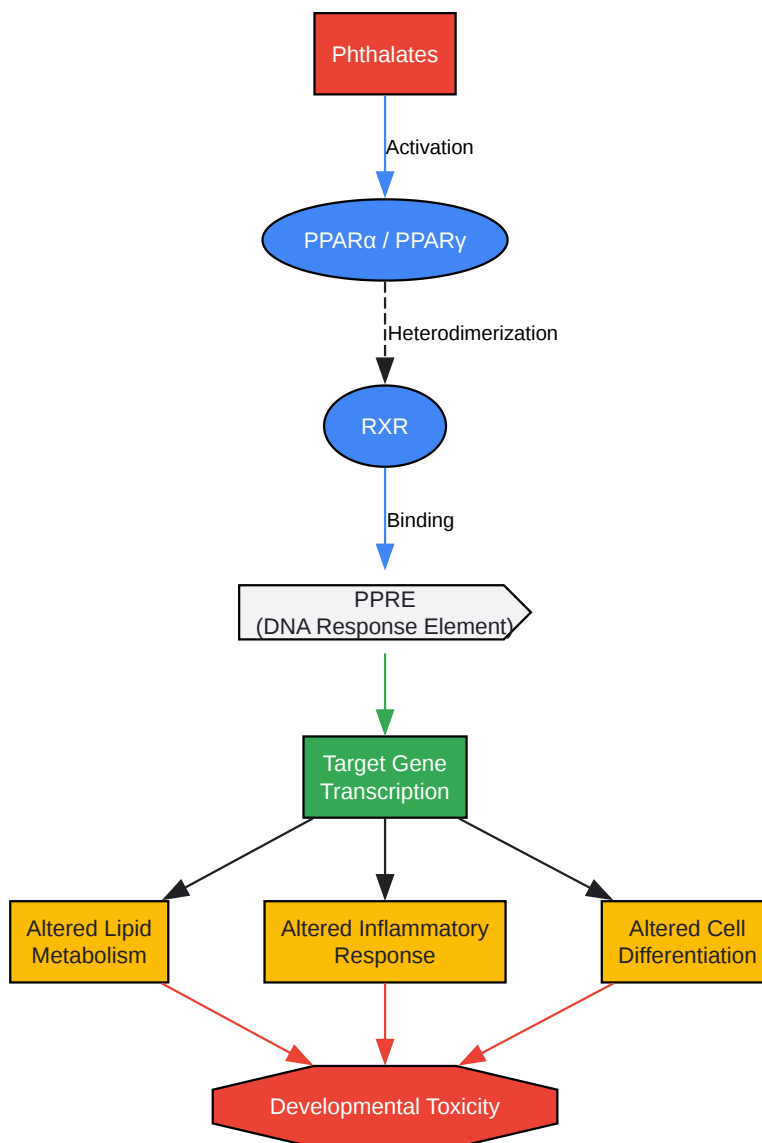 Phthalates
Activation
PPARα / PPARγ
Heterodimerization
RXR
Binding
PPRE
(DNA Response Element)
Target Gene
Transcription
Altered Lipid
Metabolism
Altered Inflammatory
Response
Altered Cell
Differentiation
Developmental Toxicity